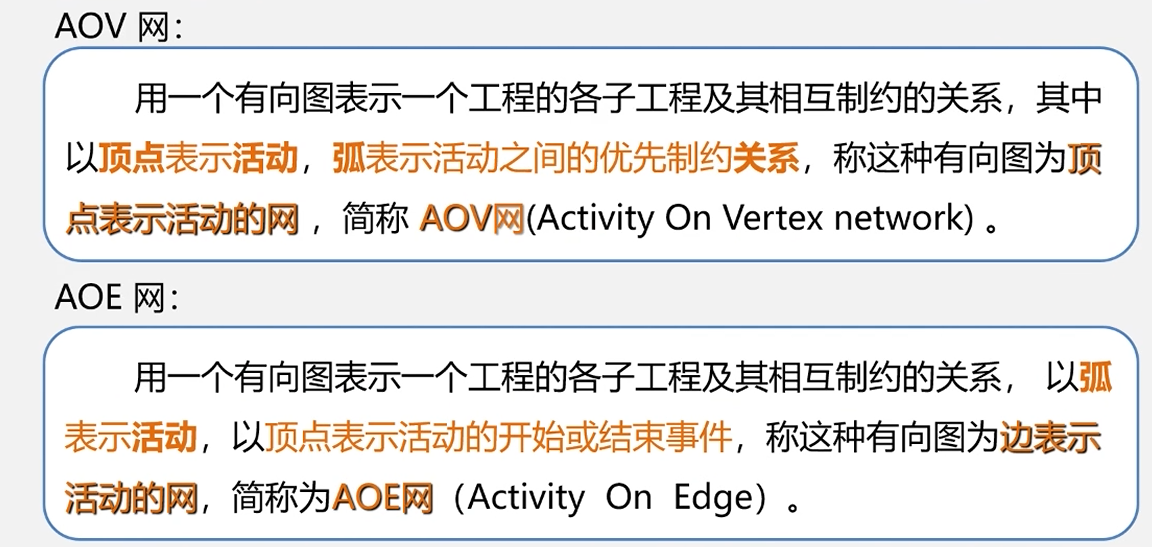 AOV 网：
用一个有向图表示一个工程的各子工程及其相互制约的关系，其中
以顶点表示活动，弧表示活动之间的优先制约关系，称这种有向图为顶
点表示活动的网 ，简称 AOV网(Activity On Vertex network) 。
AOE 网：
用一个有向图表示一个工程的各子工程及其相互制约的关系， 以弧
表示活动，以顶点表示活动的开始或结束事件，称这种有向图为边表示
活动的网，简称为AOE网（Activity On Edge）。